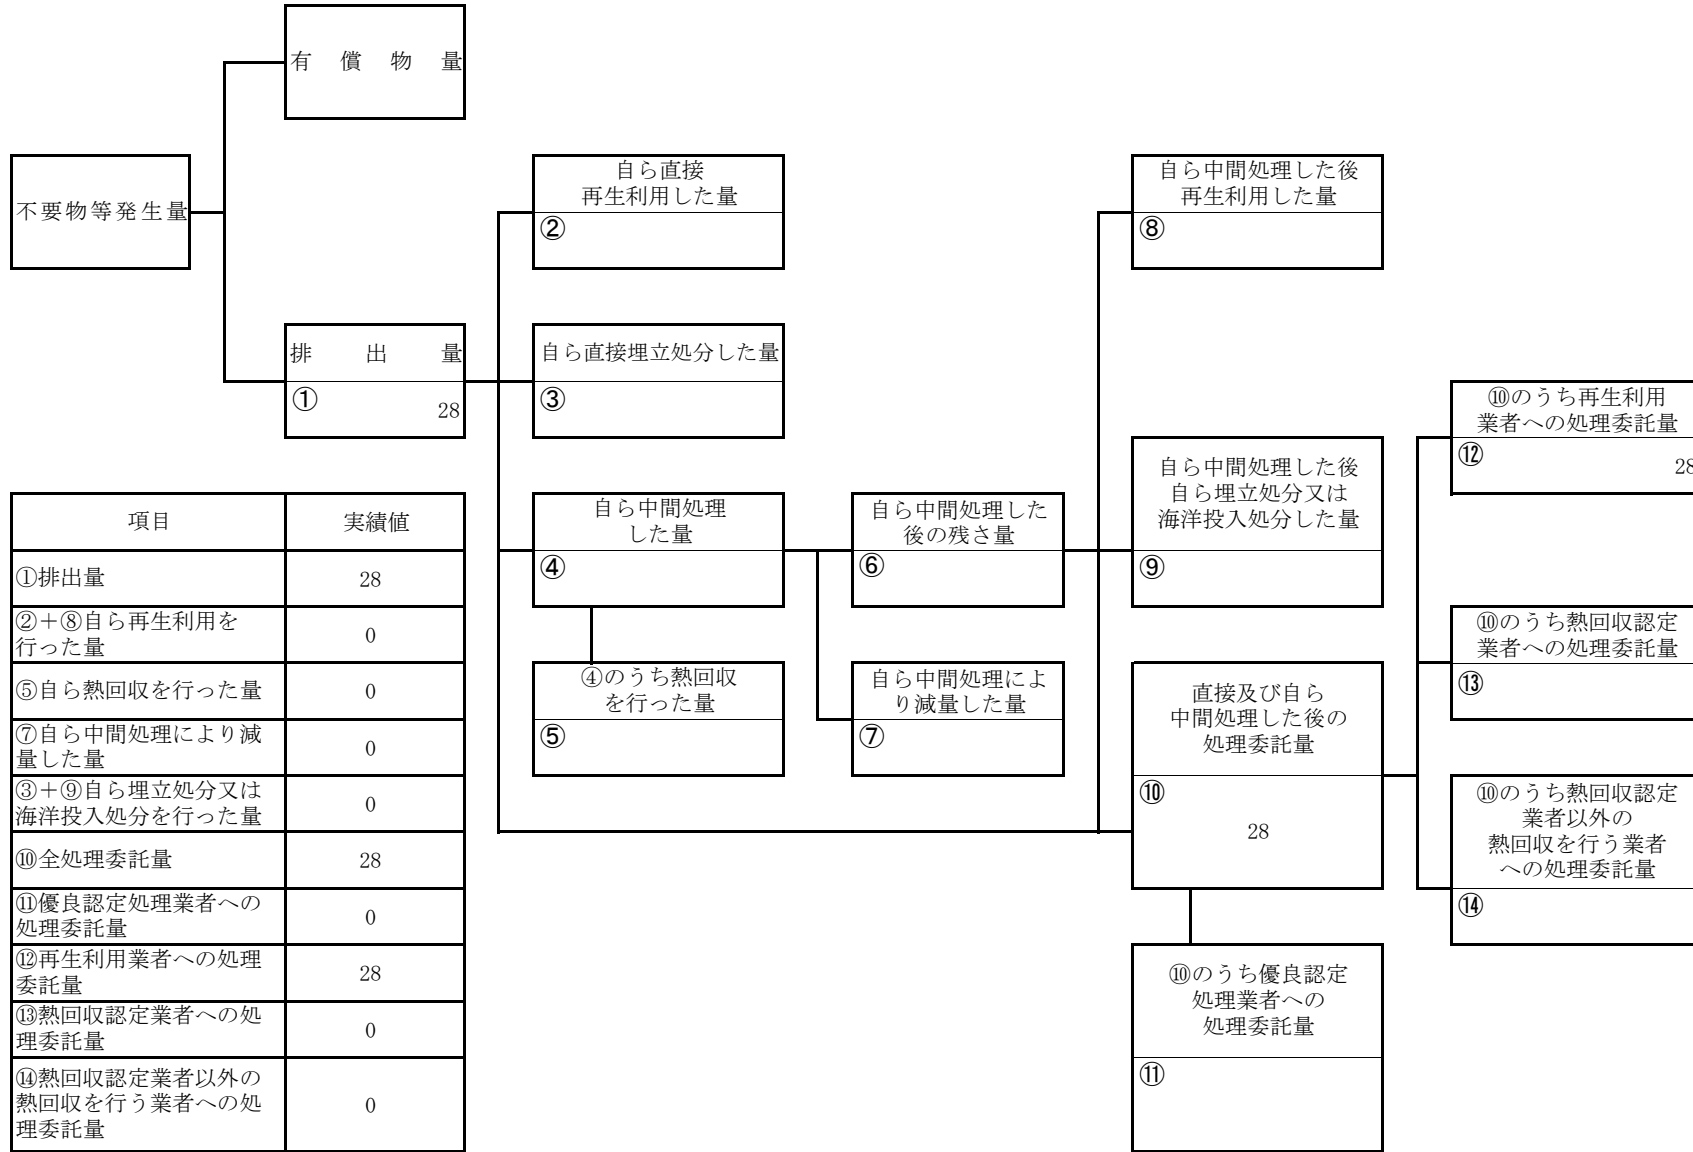 有償物量
不要物等発生量
自ら直接
再生利用した量
②
自ら中間処理した後
再生利用した量
⑧
排出量
①
28
自ら直接埋立処分した量
③
⑩のうち再生利用
業者への処理委託量
⑫
28
自ら中間処理
した量
④
自ら中間処理した
後の残さ量
⑥
自ら中間処理した後
自ら埋立処分又は
海洋投入処分した量
⑨
⑩のうち熱回収認定
業者への処理委託量
⑬
④のうち熱回収
を行った量
⑤
自ら中間処理によ
り減量した量
⑦
直接及び自ら
中間処理した後の
処理委託量
⑩
28
⑩のうち熱回収認定
業者以外の
熱回収を行う業者
への処理委託量
⑭
⑩のうち優良認定
処理業者への
処理委託量
⑪
項目 実績値
①排出量 28
②+⑧自ら再生利用を
行った量 0
⑤自ら熱回収を行った量 0
⑦自ら中間処理により減
量した量 0
③+⑨自ら埋立処分又は
海洋投入処分を行った量 0
⑩全処理委託量 28
⑪優良認定処理業者への
処理委託量 0
⑫再生利用業者への処理
委託量 28
⑬熱回収認定業者への処
理委託量 0
⑭熱回収認定業者以外の
熱回収を行う業者への処
理委託量 0